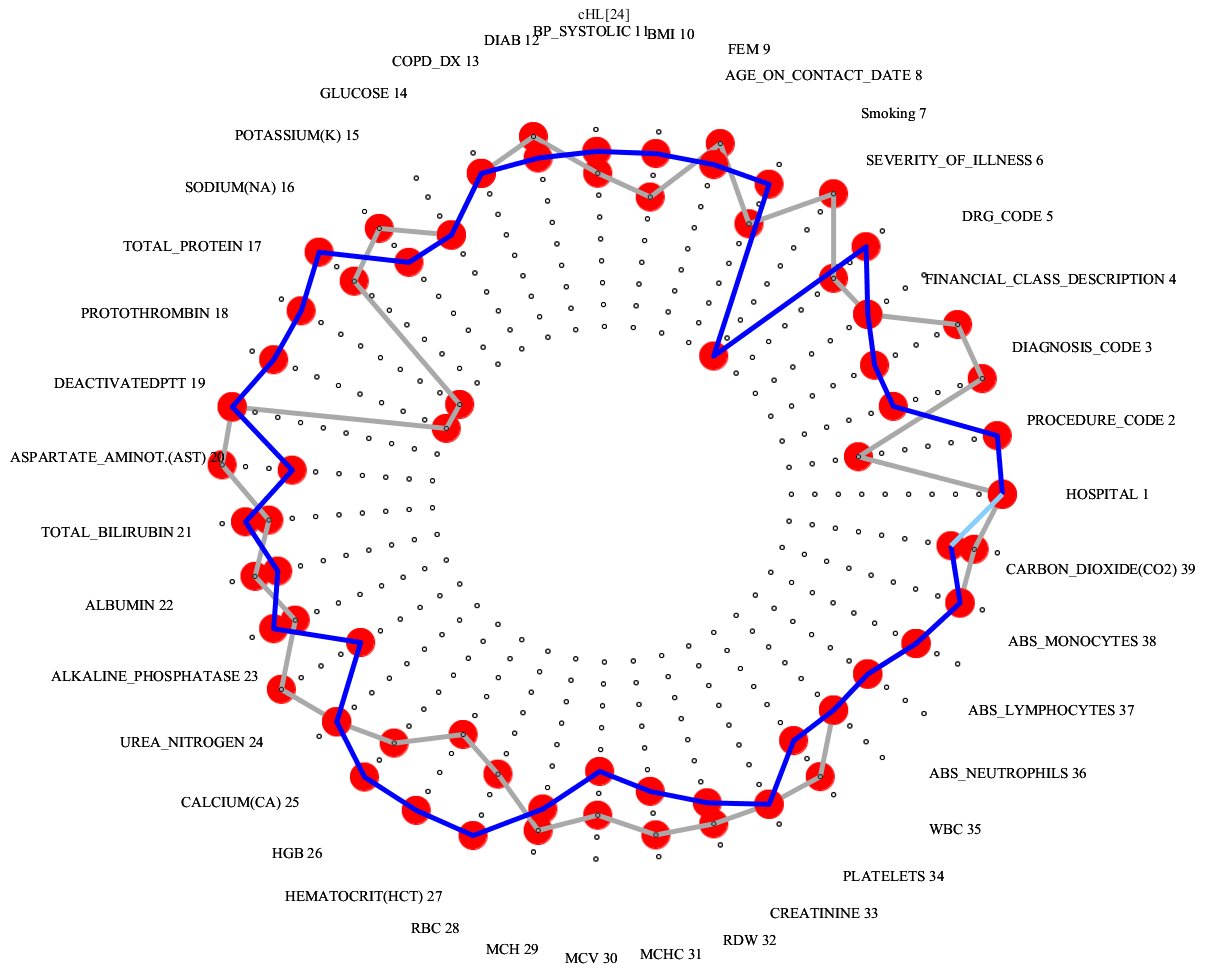 cHL[24]
BP_SYSTOLIC 11
BMI 10
DIAB 12
FEM 9
COPD_DX 13
AGE_ON_CONTACT_DATE 8
GLUCOSE 14
Smoking 7
POTASSIUM(K) 15
SEVERITY_OF_ILLNESS 6
SODIUM(NA) 16
DRG_CODE 5
TOTAL_PROTEIN 17
FINANCIAL_CLASS_DESCRIPTION 4
PROTOTHROMBIN 18
DIAGNOSIS_CODE 3
DEACTIVATEDPTT 19
PROCEDURE_CODE 2
ASPARTATE_AMINOT.(AST) 20
HOSPITAL 1
TOTAL_BILIRUBIN 21
CARBON_DIOXIDE(CO2) 39
ALBUMIN 22
ABS_MONOCYTES 38
ALKALINE_PHOSPHATASE 23
ABS_LYMPHOCYTES 37
UREA_NITROGEN 24
ABS_NEUTROPHILS 36
CALCIUM(CA) 25
WBC 35
HGB 26
PLATELETS 34
HEMATOCRIT(HCT) 27
CREATININE 33
RBC 28
RDW 32
MCH 29
MCHC 31
MCV 30